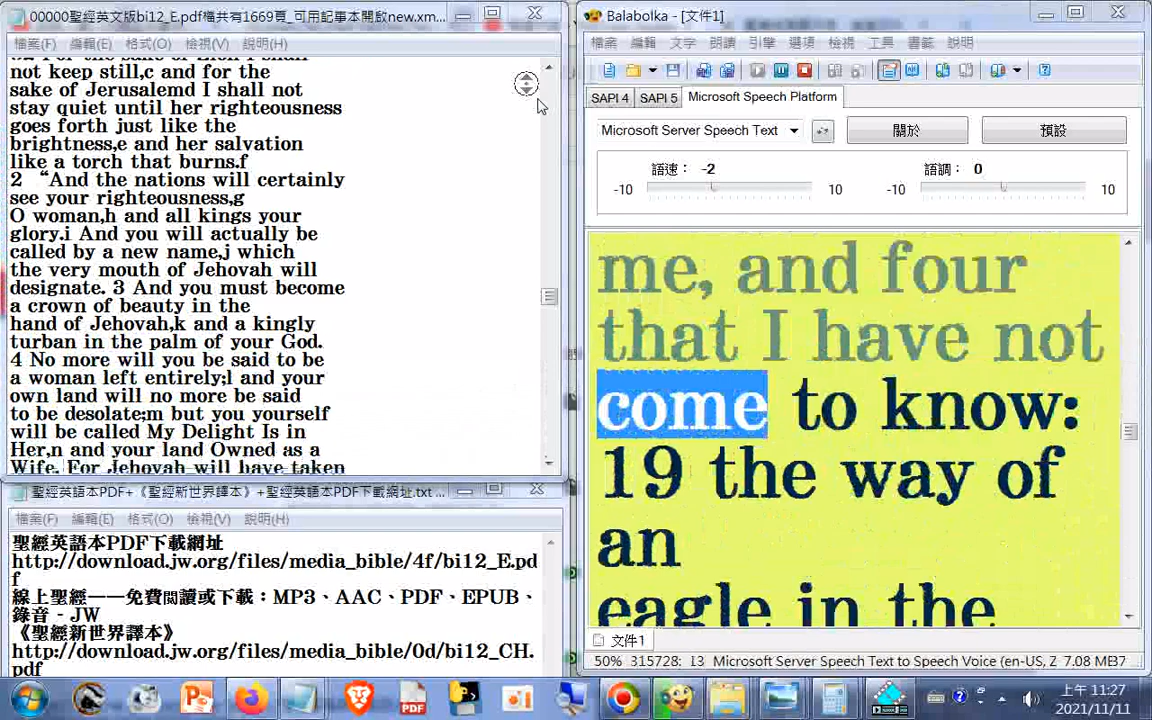 00000聖經英文版bi12_E.pdf檔共有1669頁_可用記事本開啟new.xm...
檔案(F) 編輯(E) 格式(O) 檢視(V) 說明(H)
not keep still,c and for the
sake of Jerusalemd I shall not
stay quiet until her righteousness
goes forth just like the
brightness,e and her salvation
like a torch that burns.f
2 “And the nations will certainly
see your righteousness,g
O woman,h and all kings your
glory.i And you will actually be
called by a new name,j which
the very mouth of Jehovah will
designate. 3 And you must become
a crown of beauty in the
hand of Jehovah,k and a kingly
turban in the palm of your God.
4 No more will you be said to be
a woman left entirely;l and your
own land will no more be said
to be desolate;m but you yourself
will be called My Delight Is in
Her,n and your land Owned as a
Wife. For Jehovah will have taken
聖經英語本PDF+《聖經新世界譯本》+聖經英語本PDF下載網址.txt ...
檔案(F) 編輯(E) 格式(O) 檢視(V) 說明(H)
聖經英語本PDF下載網址
http://download.jw.org/files/media_bible/4f/bi12_E.pd
f
線上聖經——免費閱讀或下載：MP3、AAC、PDF、EPUB、
錄音 - JW
《聖經新世界譯本》
http://download.jw.org/files/media_bible/0d/bi12_CH.
pdf
Balabolka - [文件1]
檔案 編輯 文字 朗讀 引擎 選項 檢視 工具 書籤 說明
SAPI 4 SAPI 5 Microsoft Speech Platform
Microsoft Server Speech Text 關於 預設
語速： -2 語調： 0
-10 10 -10 10
me, and four
that I have not
come to know:
19 the way of
an
eagle in the
文件1
50% 315728: 13 Microsoft Server Speech Text to Speech Voice (en-US, Z 7.08 MB7
上午 11:27
2021/11/11